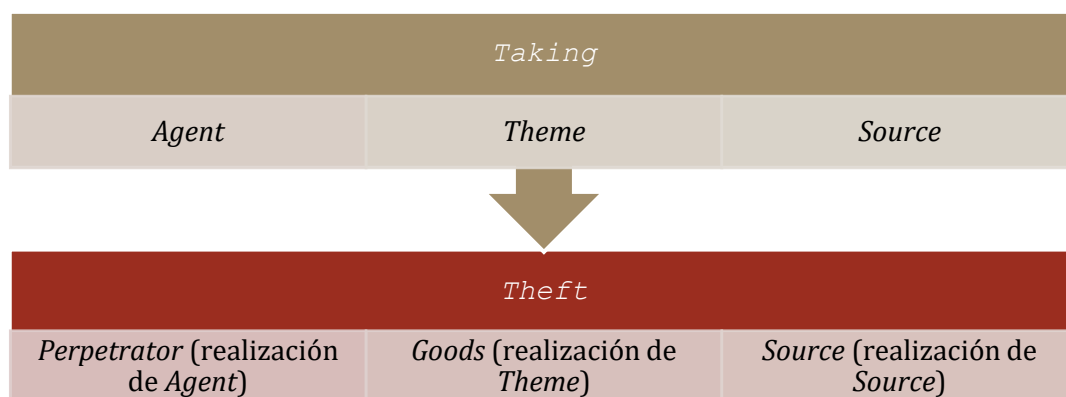 Taking
Agent Theme Source
Theft
Perpetrator (realización Goods (realización de Source (realización de
de Agent) Theme) Source)